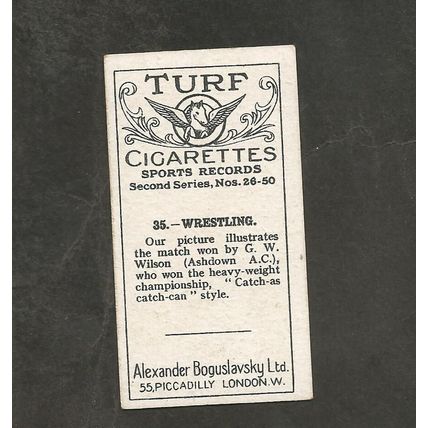 TURF
CIGARETTES
SPORTS RECORDS
Second Series, Nos. 26-50
35.—WRESTLING.
Our picture illustrates
the match won by G. W.
Wilson (Ashdown A.C.),
who won the heavy-weight
championship, "Catch-as
catch-can" style.
Alexander Boguslavsky Ltd.
55, PICCADILLY LONDON.W.